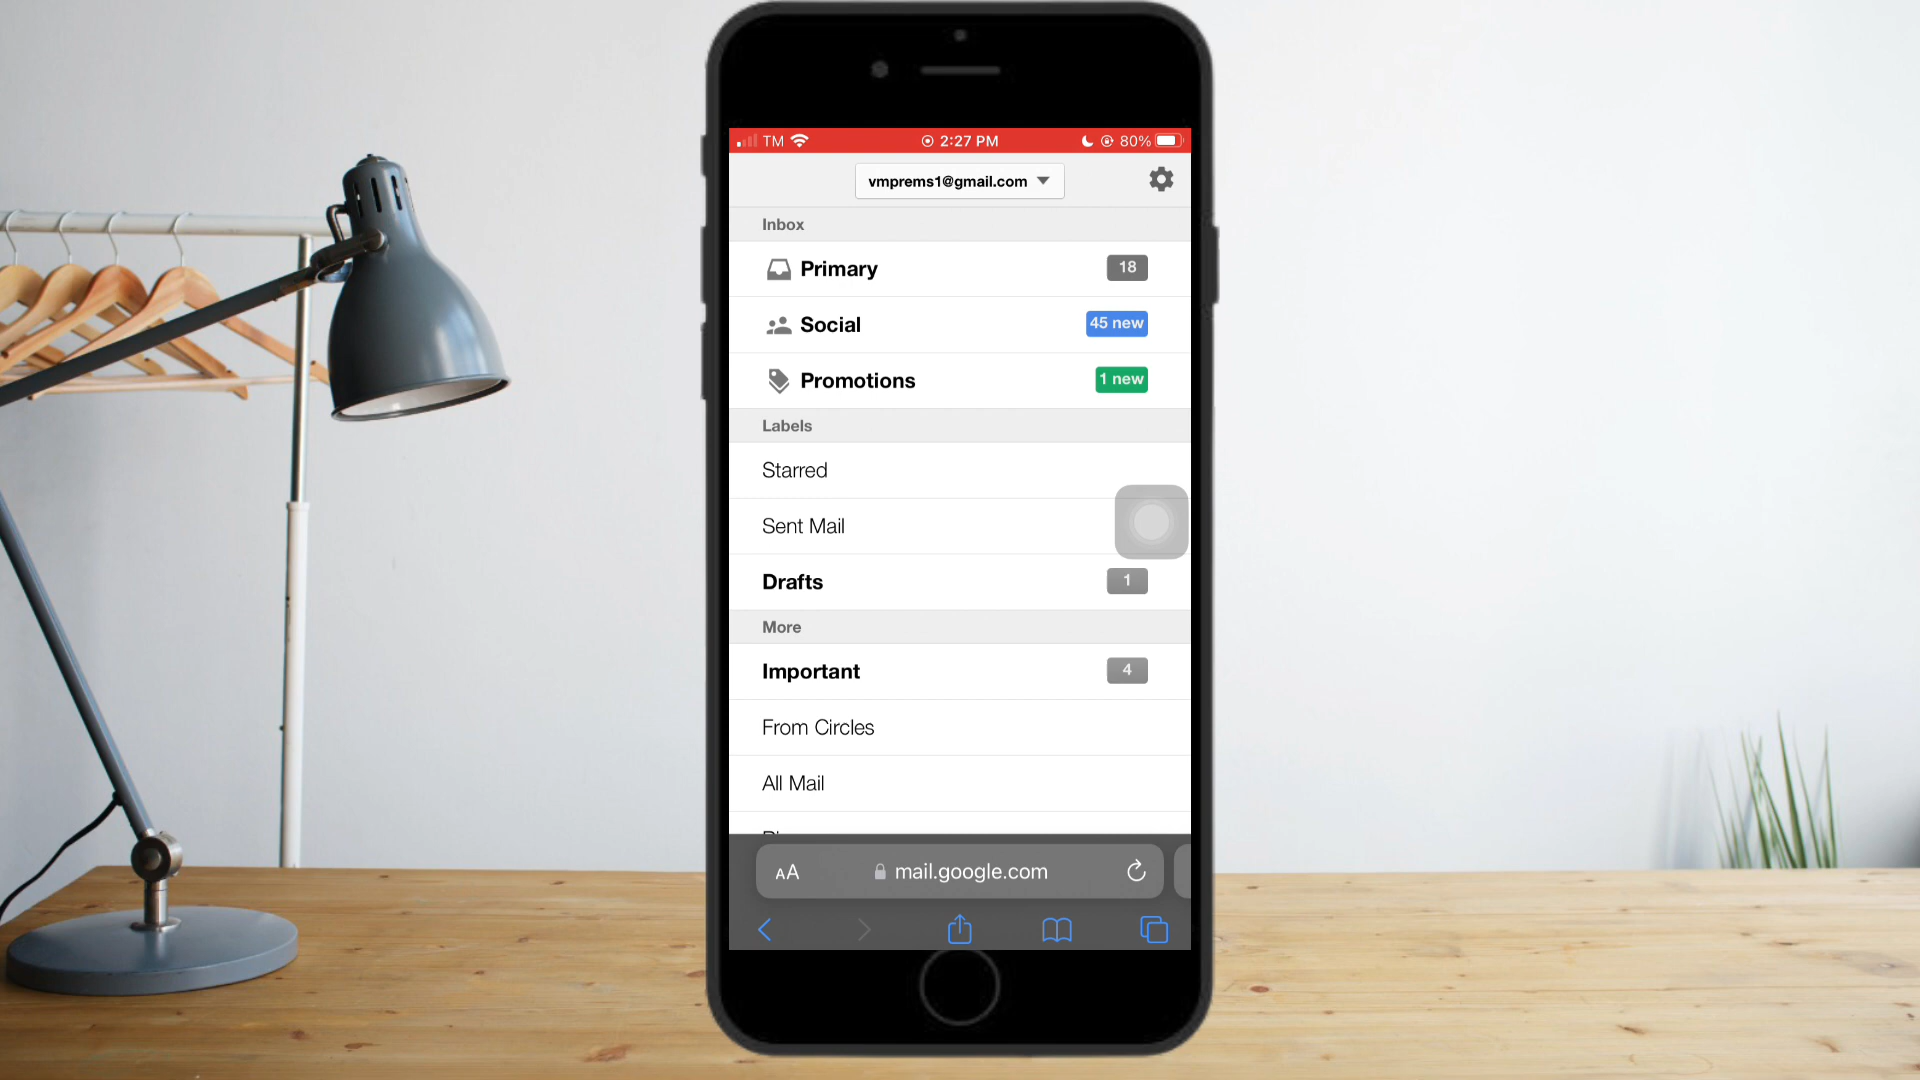 TM 2:27 PM 80%
vmprems1@gmail.com
Inbox
Primary 18
Social 45 new
Promotions 1 new
Labels
Starred
Sent Mail
Drafts 1
More
Important 4
From Circles
All Mail
AA mail.google.com